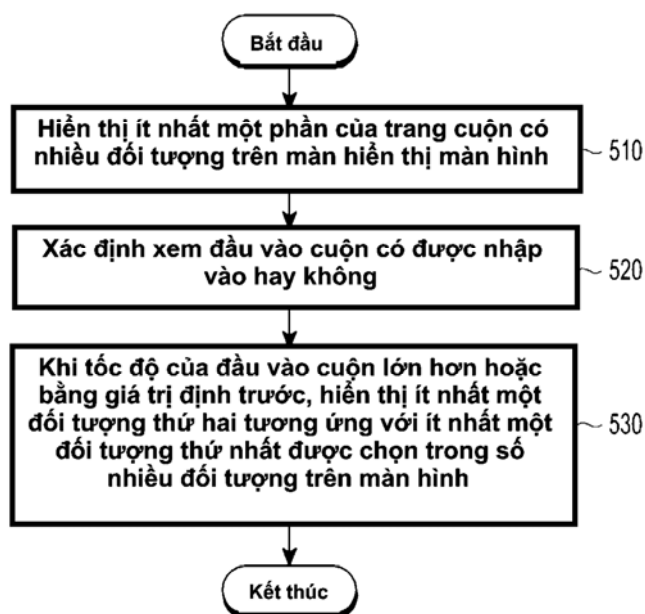 Bắt đầu
Hiển thị ít nhất một phần của trang cuộn có
nhiều đối tượng trên màn hiển thị màn hình
510
Xác định xem đầu vào cuộn có được nhập
vào hay không
520
Khi tốc độ của đầu vào cuộn lớn hơn hoặc
bằng giá trị định trước, hiển thị ít nhất một
đối tượng thứ hai tương ứng với ít nhất một
đối tượng thứ nhất được chọn trong số
nhiều đối tượng trên màn hình
530
Kết thúc